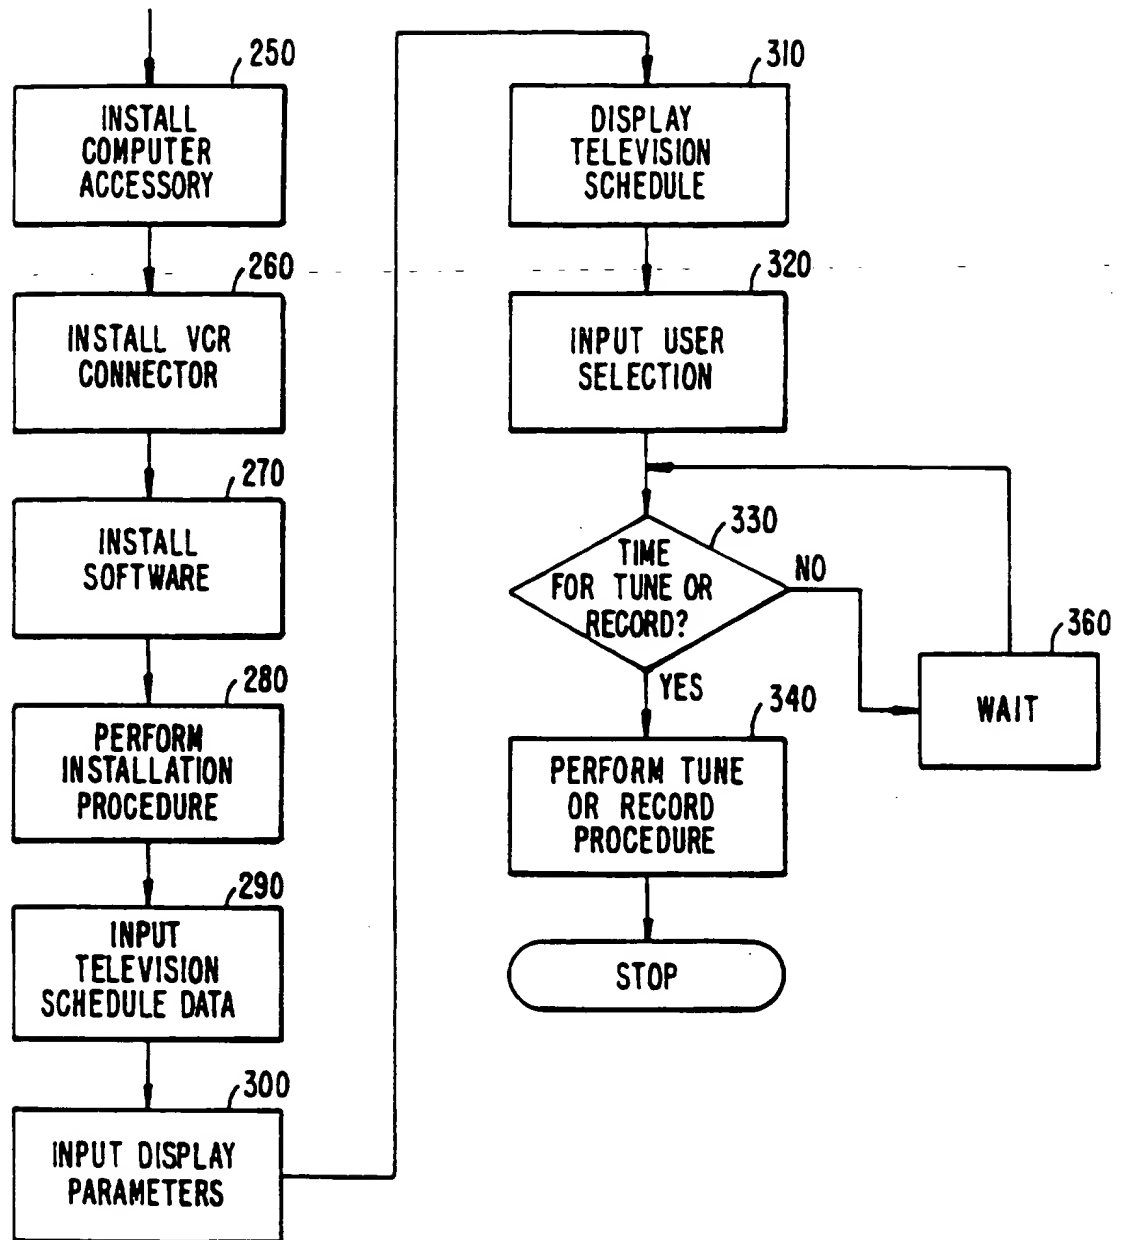 250
INSTALL
COMPUTER
ACCESSORY
260
INSTALL VCR
CONNECTOR
270
INSTALL
SOFTWARE
280
PERFORM
INSTALLATION
PROCEDURE
290
INPUT
TELEVISION
SCHEDULE DATA
300
INPUT DISPLAY
PARAMETERS
310
DISPLAY
TELEVISION
SCHEDULE
320
INPUT USER
SELECTION
330
TIME
FOR TUNE OR
RECORD?
NO
360
WAIT
YES
340
PERFORM TUNE
OR RECORD
PROCEDURE
STOP